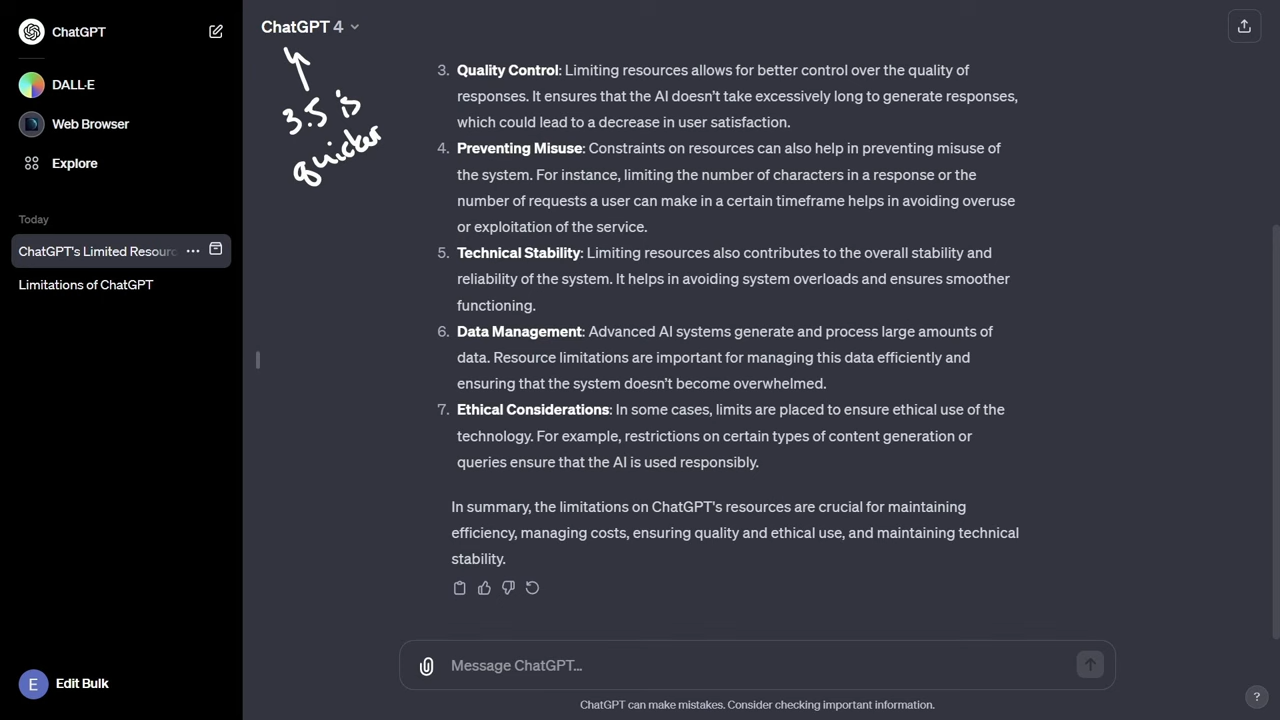 ChatGPT
DALL·E
Web Browser
Explore
Today
ChatGPT's Limited Resourc
Limitations of ChatGPT
Edit Bulk
ChatGPT 4
3.5 is
quicker
3. Quality Control: Limiting resources allows for better control over the quality of
responses. It ensures that the AI doesn't take excessively long to generate responses,
which could lead to a decrease in user satisfaction.
4. Preventing Misuse: Constraints on resources can also help in preventing misuse of
the system. For instance, limiting the number of characters in a response or the
number of requests a user can make in a certain timeframe helps in avoiding overuse
or exploitation of the service.
5. Technical Stability: Limiting resources also contributes to the overall stability and
reliability of the system. It helps in avoiding system overloads and ensures smoother
functioning.
6. Data Management: Advanced AI systems generate and process large amounts of
data. Resource limitations are important for managing this data efficiently and
ensuring that the system doesn't become overwhelmed.
7. Ethical Considerations: In some cases, limits are placed to ensure ethical use of the
technology. For example, restrictions on certain types of content generation or
queries ensure that the AI is used responsibly.
In summary, the limitations on ChatGPT's resources are crucial for maintaining
efficiency, managing costs, ensuring quality and ethical use, and maintaining technical
stability.
Message ChatGPT...
ChatGPT can make mistakes. Consider checking important information.
E
?